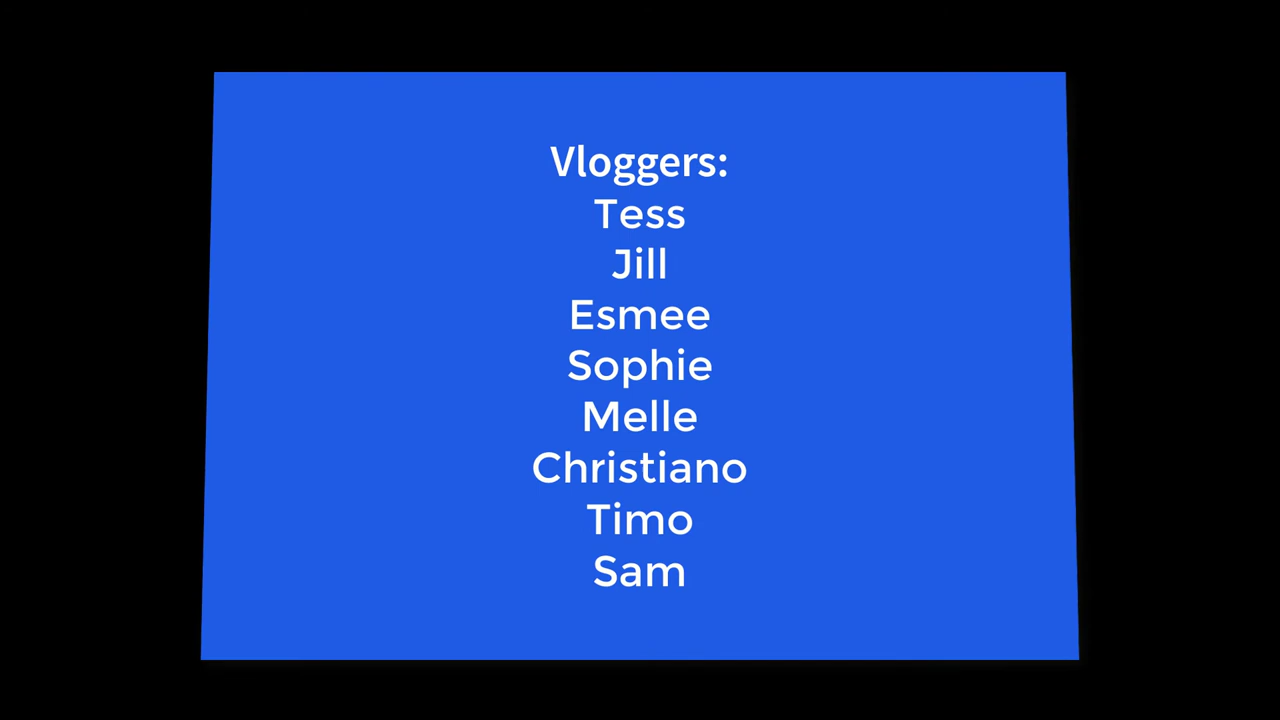 Vloggers:
Tess
Jill
Esmee
Sophie
Melle
Christiano
Timo
Sam